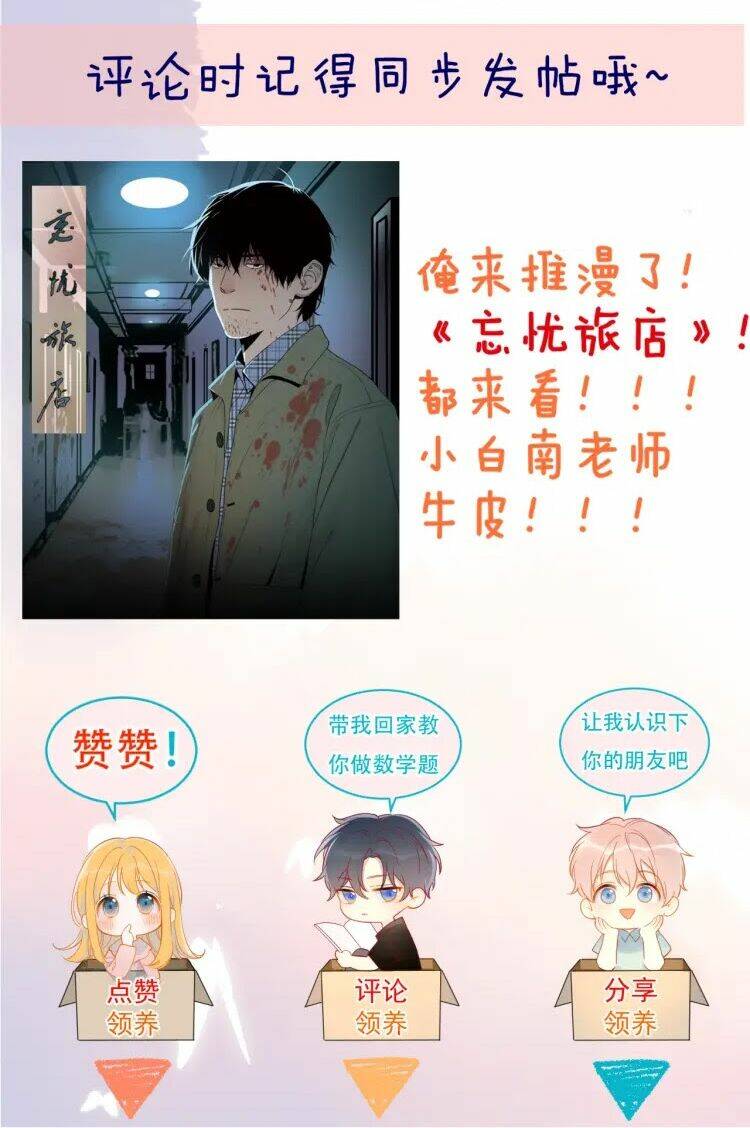 评论时记得同步发帖哦~
忘忧旅店
俺来推漫了!
《忘忧旅店》!
都来看!!!
小白南老师
牛皮!!!
赞赞!
带我回家教
你做数学题
让我认识下
你的朋友吧
点赞
领养
评论
领养
分享
领养